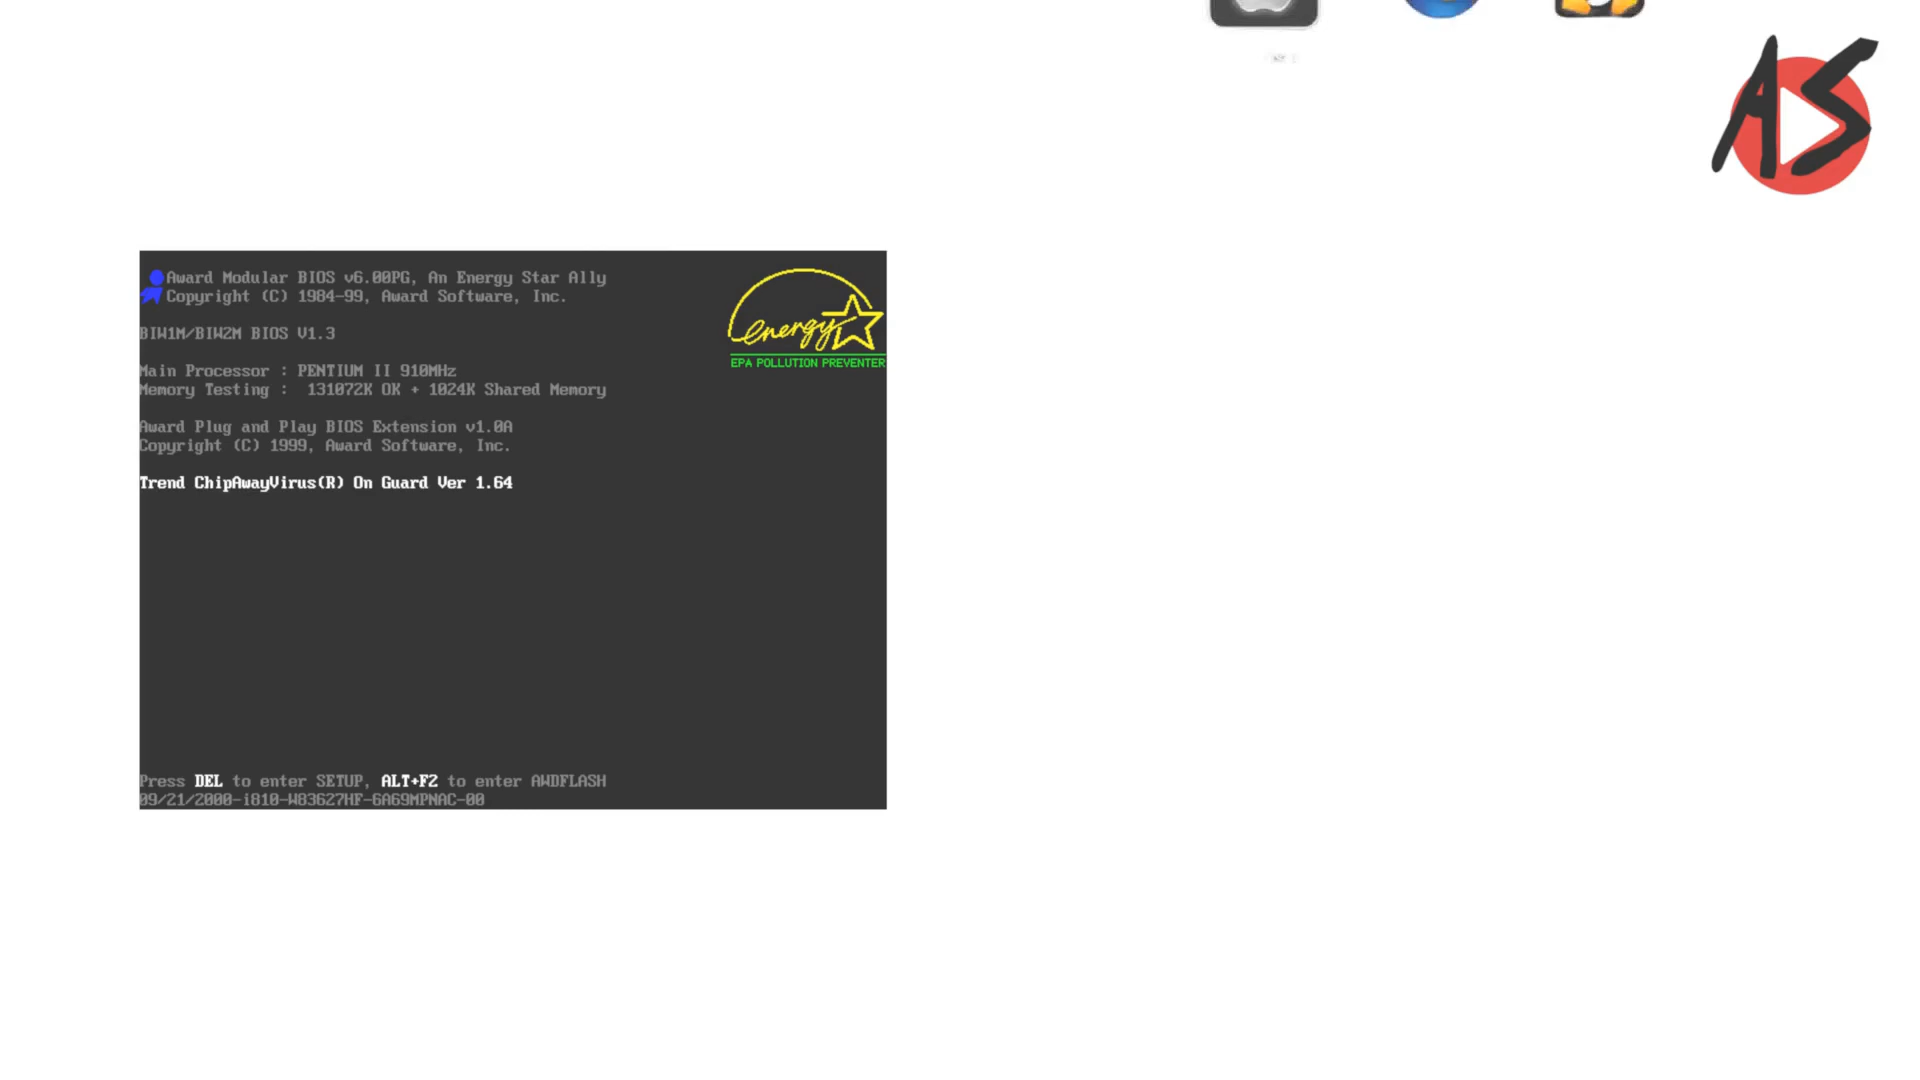 AS
Award Modular BIOS v6.00PG, An Energy Star Ally
Copyright (C) 1984-99, Award Software, Inc.
energy
EPA POLLUTION PREVENTER
BIW1M/BIW2M BIOS V1.3
Main Processor : PENTIUM II 910MHz
Memory Testing :  131072K OK + 1024K Shared Memory
Award Plug and Play BIOS Extension v1.0A
Copyright (C) 1999, Award Software, Inc.
Trend ChipAwayVirus(R) On Guard Ver 1.64
Press DEL to enter SETUP, ALT+F2 to enter AWDFLASH
09/21/2000-i810-W83627HF-6A69MPNAC-00